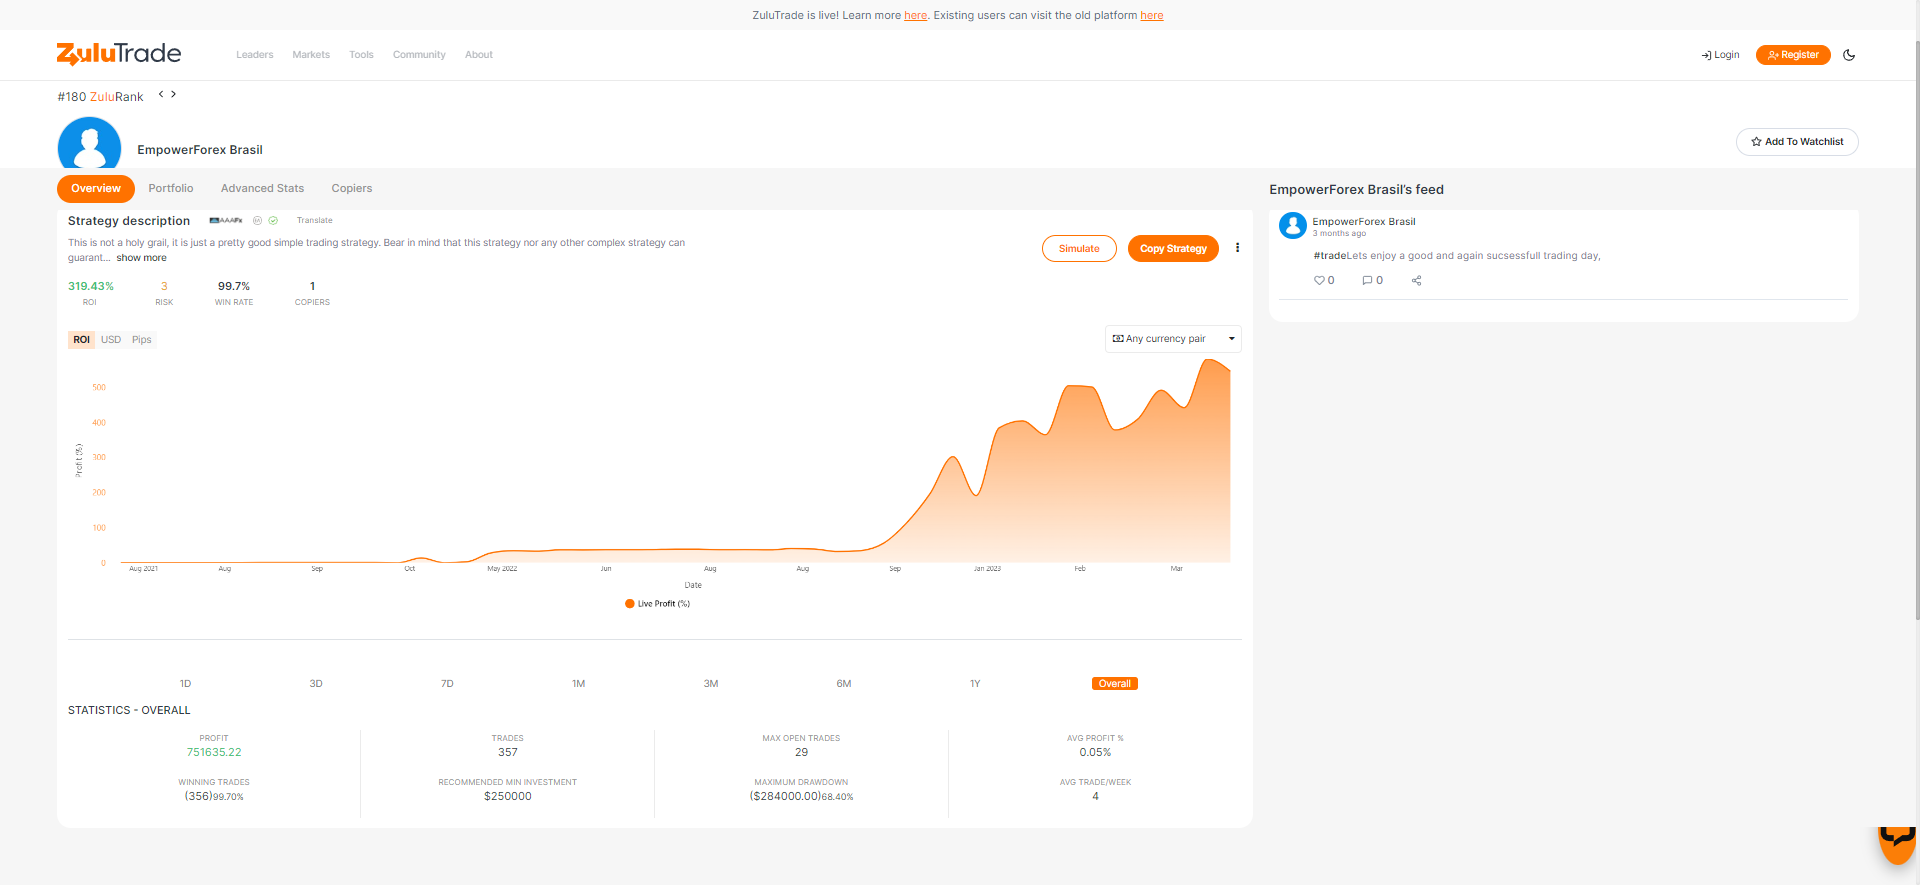 ZuluTrade is live! Learn more here. Existing users can visit the old platform here
ZuluTrade
Leaders Markets Tools Community About
Login
Register
#180 ZuluRank
EmpowerForex Brasil
Add To Watchlist
Overview Portfolio Advanced Stats Copiers
Strategy description
AAAFx
Translate
This is not a holy grail, it is just a pretty good simple trading strategy. Bear in mind that this strategy nor any other complex strategy can
guarant... show more
Simulate
Copy Strategy
319.43% 3 99.7% 1
ROI RISK WIN RATE COPIERS
ROI USD Pips
Any currency pair
500
400
300
200
100
0
Profit (%)
Aug 2021 Aug Sep Oct May 2022 Jun Aug Aug Sep Jan 2023 Feb Mar
Date
Live Profit (%)
1D 3D 7D 1M 3M 6M 1Y Overall
STATISTICS - OVERALL
PROFIT TRADES MAX OPEN TRADES AVG PROFIT %
751635.22 357 29 0.05%
WINNING TRADES RECOMMENDED MIN INVESTMENT MAXIMUM DRAWDOWN AVG TRADE/WEEK
(356)99.70% $250000 ($284000.00)68.40% 4
EmpowerForex Brasil's feed
EmpowerForex Brasil
3 months ago
#tradeLets enjoy a good and again sucsessfull trading day,
0 0